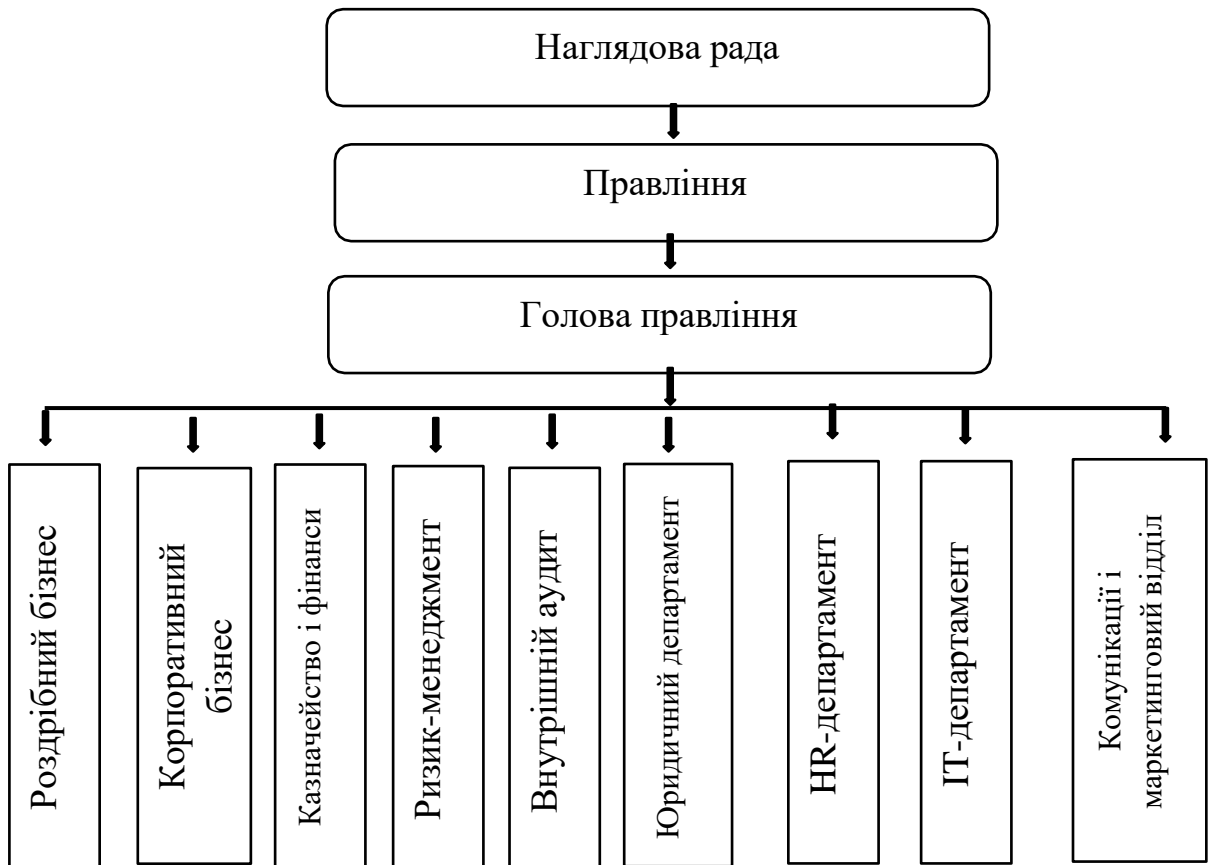 Наглядова рада
Правління
Голова правління
Роздрібний бізнес
Корпоративний
бізнес
Казначейство і фінанси
Ризик-менеджмент
Внутрішній аудит
Юридичний департамент
HR-департамент
ІТ-департамент
Комунікації і
маркетинговий відділ